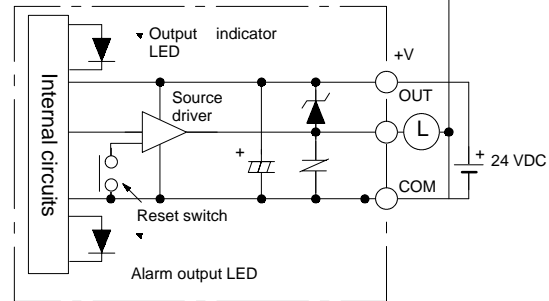 Output indicator
LED
+V
Internal circuits
Source
driver
OUT
L
+
+
24 VDC
COM
Reset switch
Alarm output LED